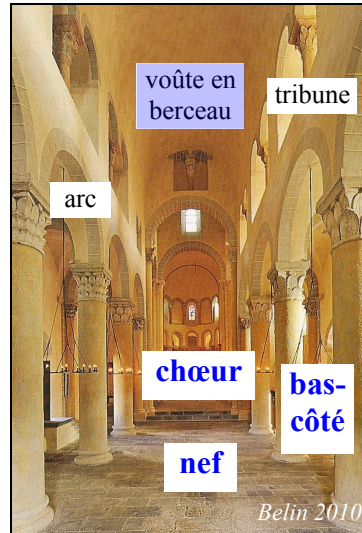 voûte en
berceau
tribune
arc
chœur
bas-
côté
nef
Belin 2010